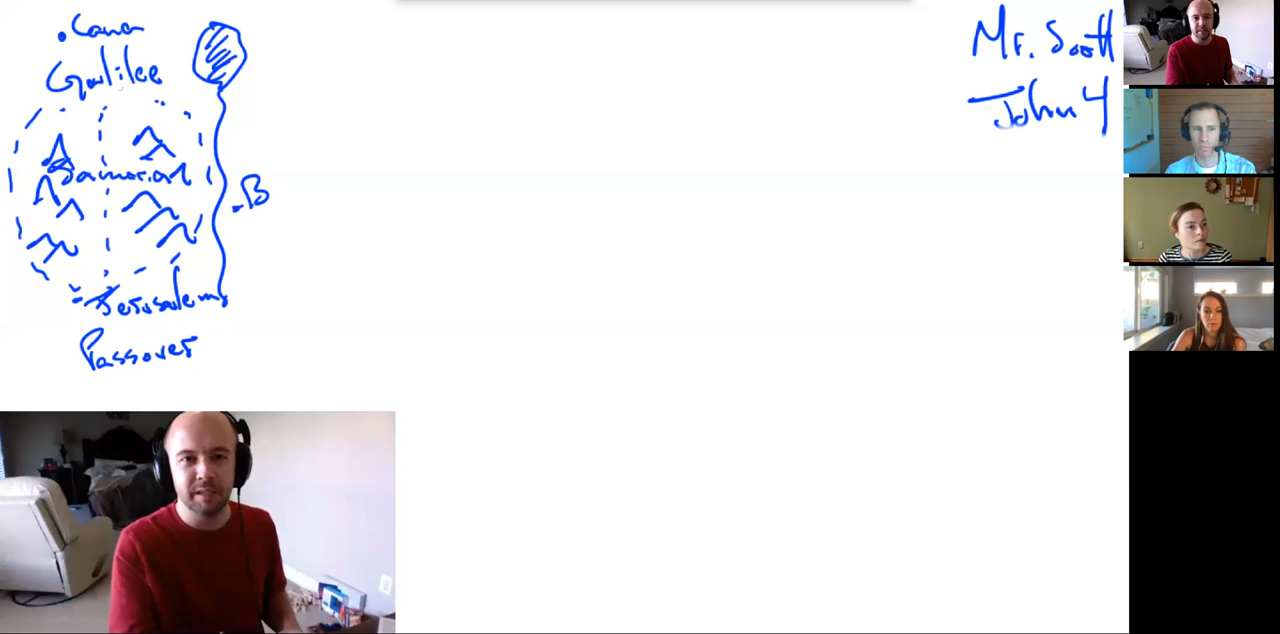 .Cana
Galilee
Samaria
.B
Jerusalem
Passover
Mr. Scott
John 4